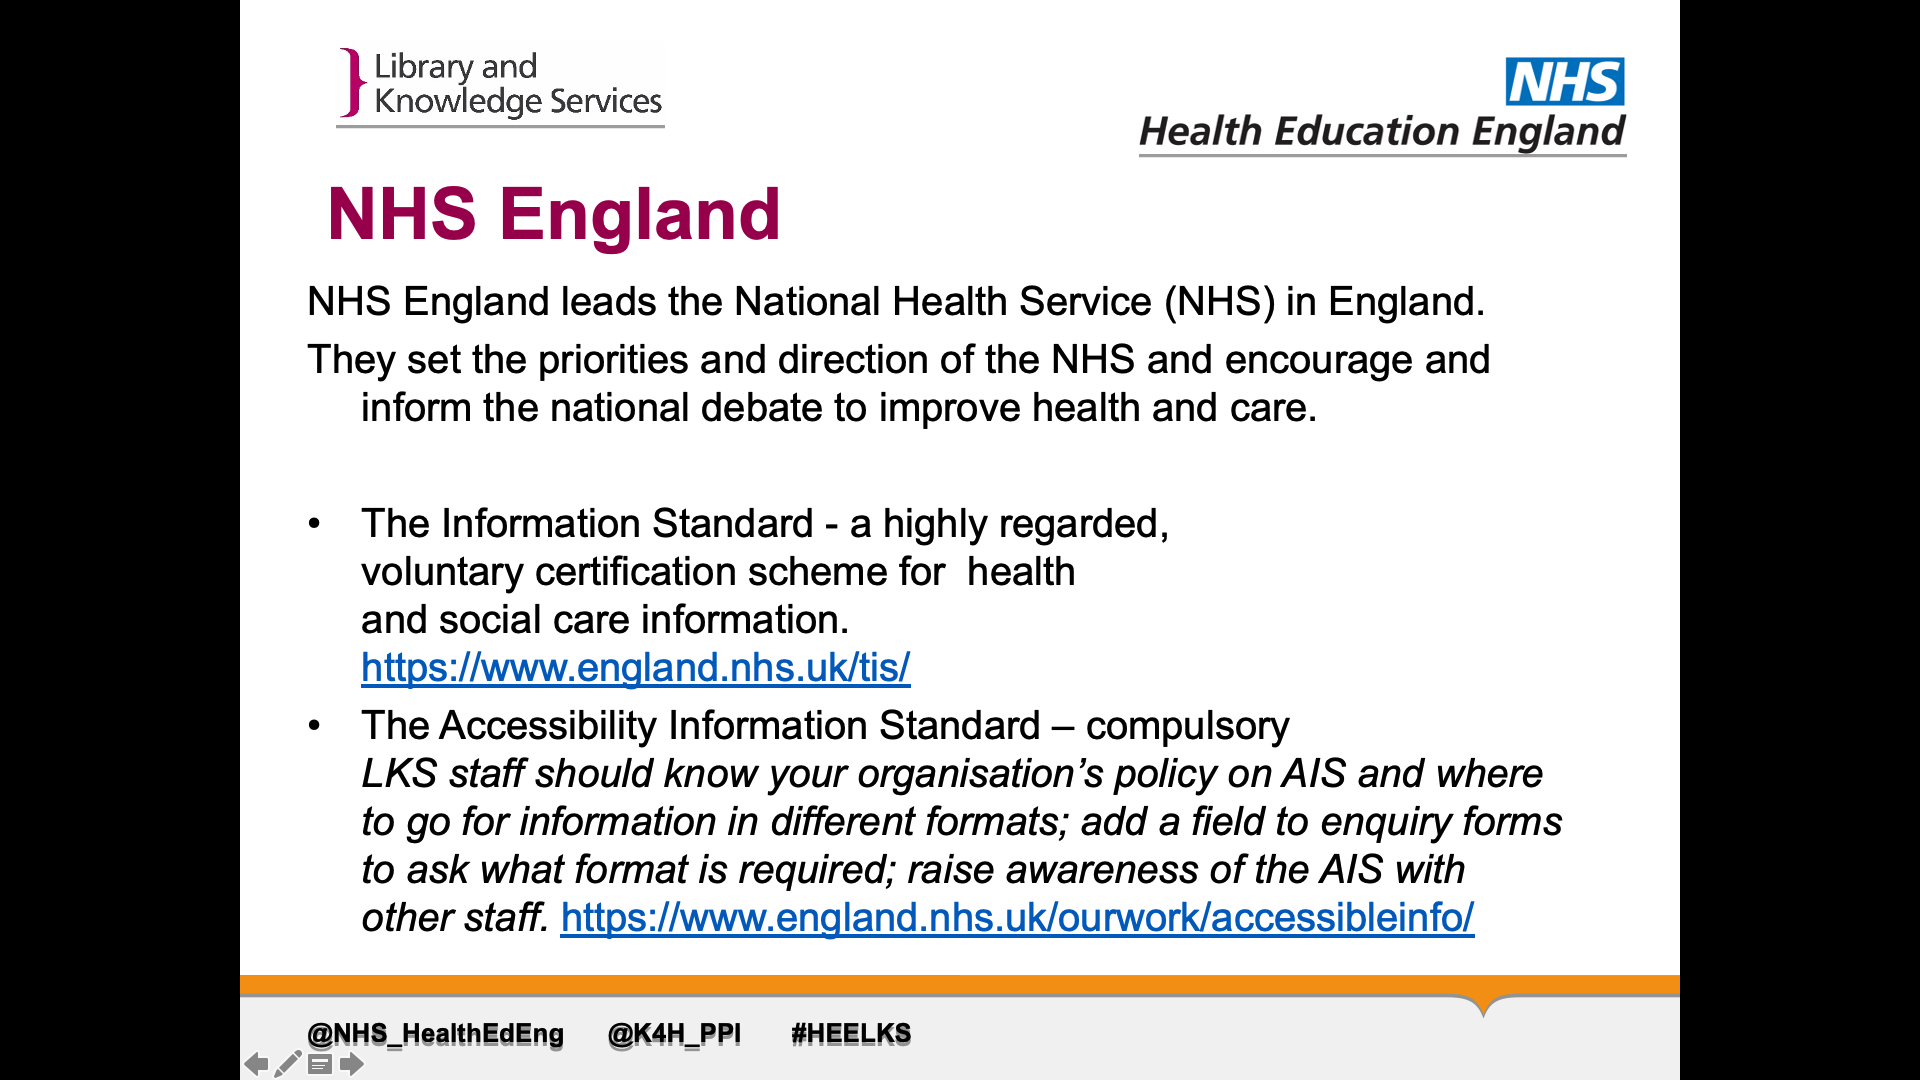 Library and
Knowledge Services
NHS
Health Education England
NHS England
NHS England leads the National Health Service (NHS) in England.
They set the priorities and direction of the NHS and encourage and
inform the national debate to improve health and care.
• The Information Standard - a highly regarded,
voluntary certification scheme for  health
and social care information.
https://www.england.nhs.uk/tis/
• The Accessibility Information Standard – compulsory
LKS staff should know your organisation’s policy on AIS and where
to go for information in different formats; add a field to enquiry forms
to ask what format is required; raise awareness of the AIS with
other staff. https://www.england.nhs.uk/ourwork/accessibleinfo/
@NHS_HealthEdEng @K4H_PPI #HEELKS